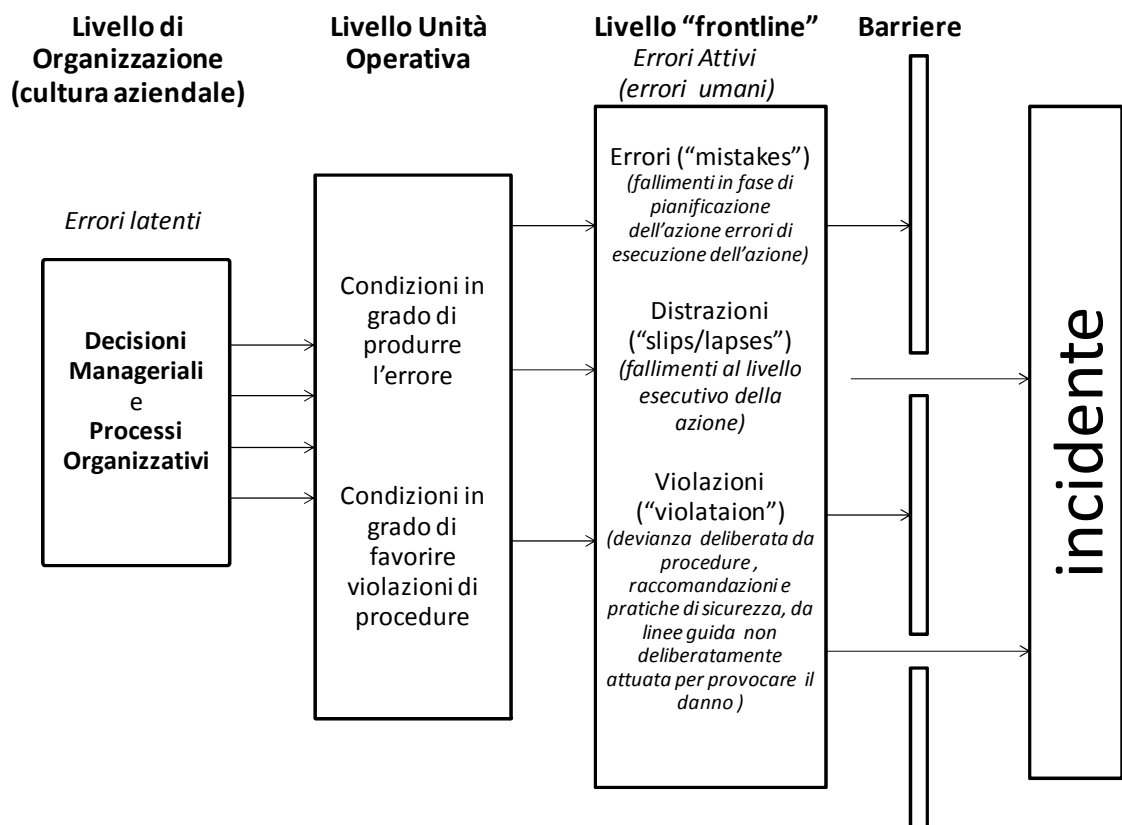 Livello di
Organizzazione
(cultura aziendale)
Livello Unità
Operativa
Livello “frontline”
Errori Attivi
(errori umani)
Barriere
Errori latenti
Decisioni
Manageriali
e
Processi
Organizzativi
Condizioni in
grado di
produrre
l’errore
Condizioni in
grado di
favorire
violazioni di
procedure
Errori (“mistakes”)
(fallimenti in fase di
pianificazione
dell’azione errori di
esecuzione dell’azione)
Distrazioni
(“slips/lapses”)
(fallimenti al livello
esecutivo della
azione)
Violazioni
(“violataion”)
(devianza deliberata da
procedure ,
raccomandazioni e
pratiche di sicurezza, da
linee guida non
deliberatamente
attuata per provocare il
danno )
incidente